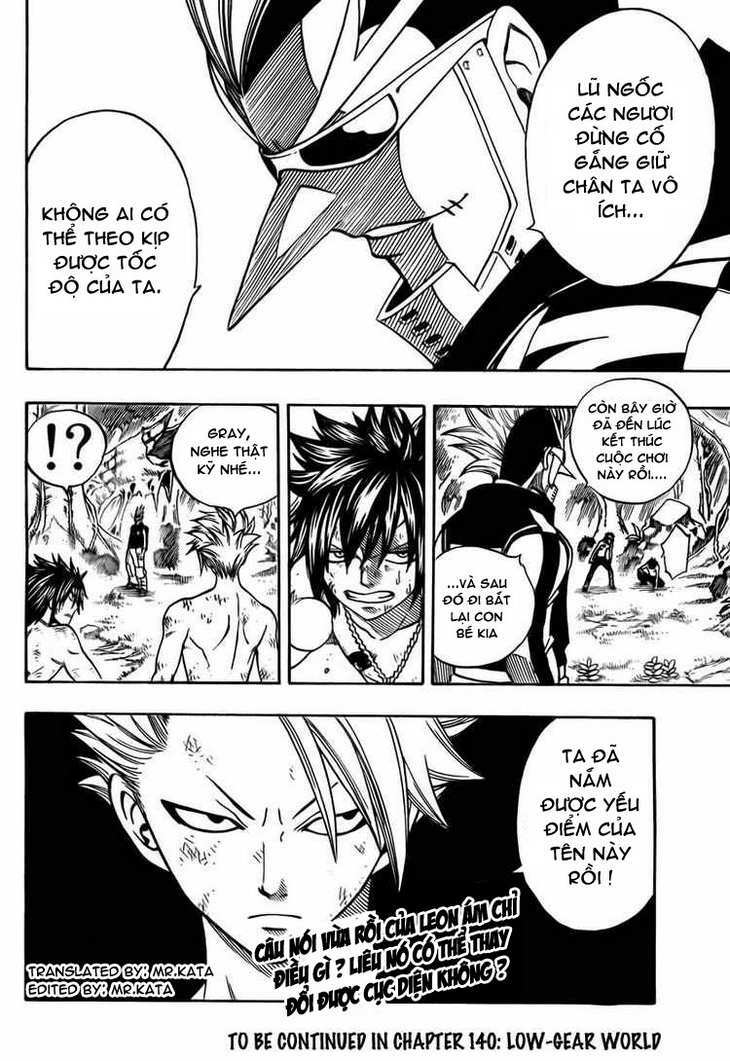 LŨ NGỐC
CÁC NGƯƠI
ĐỪNG CỐ
GẮNG GIỮ
CHÂN TA VÔ
ÍCH...
KHÔNG AI CÓ
THỂ THEO KỊP
ĐƯỢC TỐC
ĐỘ CỦA TA.
!?
GRAY,
NGHE THẬT
KỸ NHÉ...
CÒN BÂY GIỜ
ĐÃ ĐẾN LÚC
KẾT THÚC
CUỘC CHƠI
NÀY RỒI....
...VÀ SAU
ĐÓ ĐI BẮT
LẠI CON
BÉ KIA
TA ĐÃ
NẮM
ĐƯỢC YẾU
ĐIỂM CỦA
TÊN NÀY
RỒI !
CÂU NÓI VỪA RỒI CỦA LEON ÁM CHỈ
ĐIỀU GÌ ? LIỆU NÓ CÓ THỂ THAY
ĐỔI ĐƯỢC CỤC DIỆN KHÔNG ?
TRANSLATED BY: MR.KATA
EDITED BY: MR.KATA
TO BE CONTINUED IN CHAPTER 140: LOW-GEAR WORLD